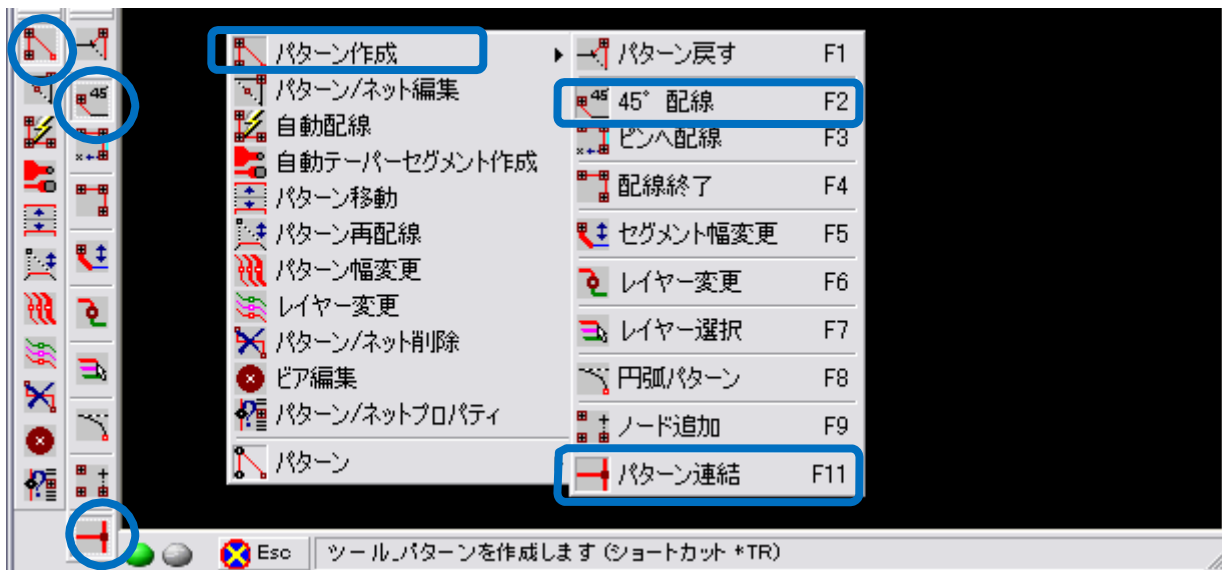 45
パターン作成
パターン/ネット編集
自動配線
自動テーパーセグメント作成
パターン移動
パターン再配線
パターン幅変更
レイヤー変更
パターン/ネット削除
ビア編集
パターン/ネットプロパティ
パターン
パターン戻す F1
45 45° 配線 F2
ピンへ配線 F3
配線終了 F4
セグメント幅変更 F5
レイヤー変更 F6
レイヤー選択 F7
円弧パターン F8
ノード追加 F9
パターン連結 F11
Esc ツール_パターンを作成します (ショートカット *TR)